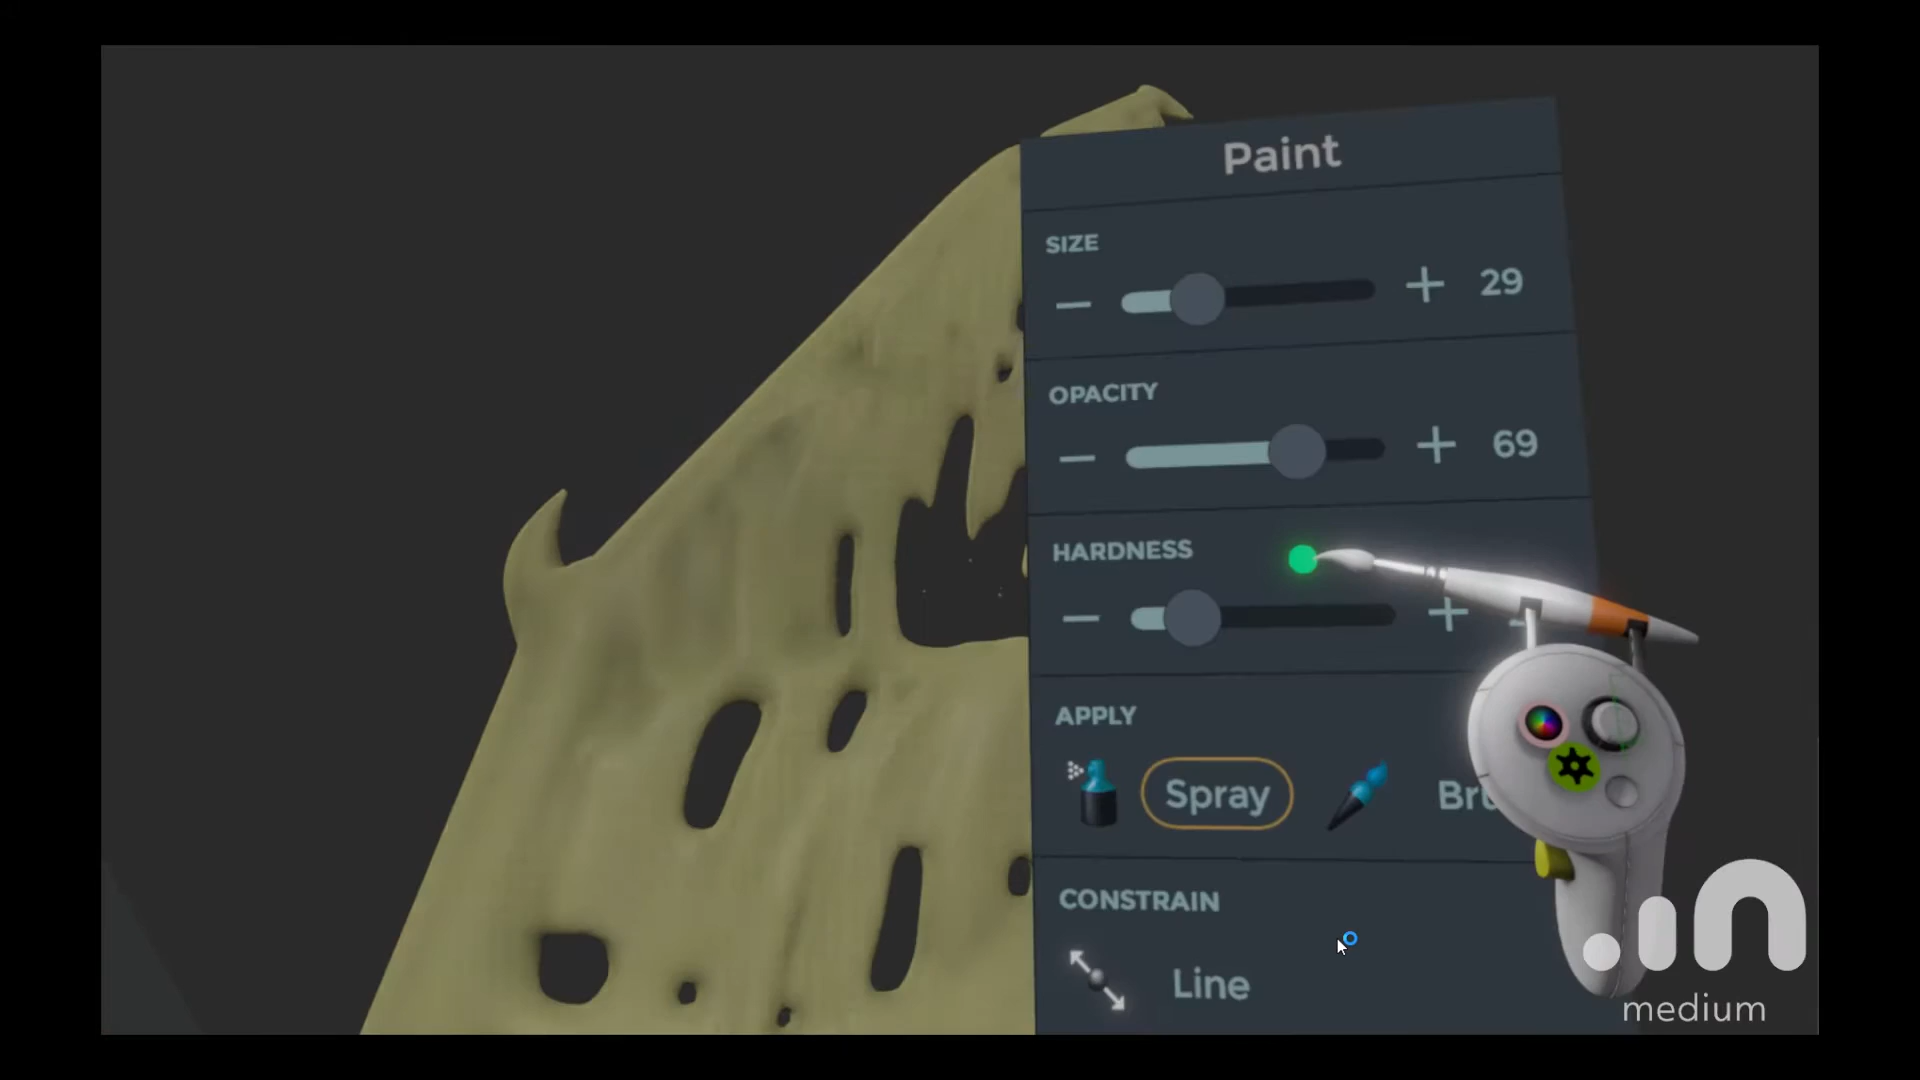 Paint
SIZE
29
OPACITY
69
HARDNESS
APPLY
Spray
CONSTRAIN
Line
medium